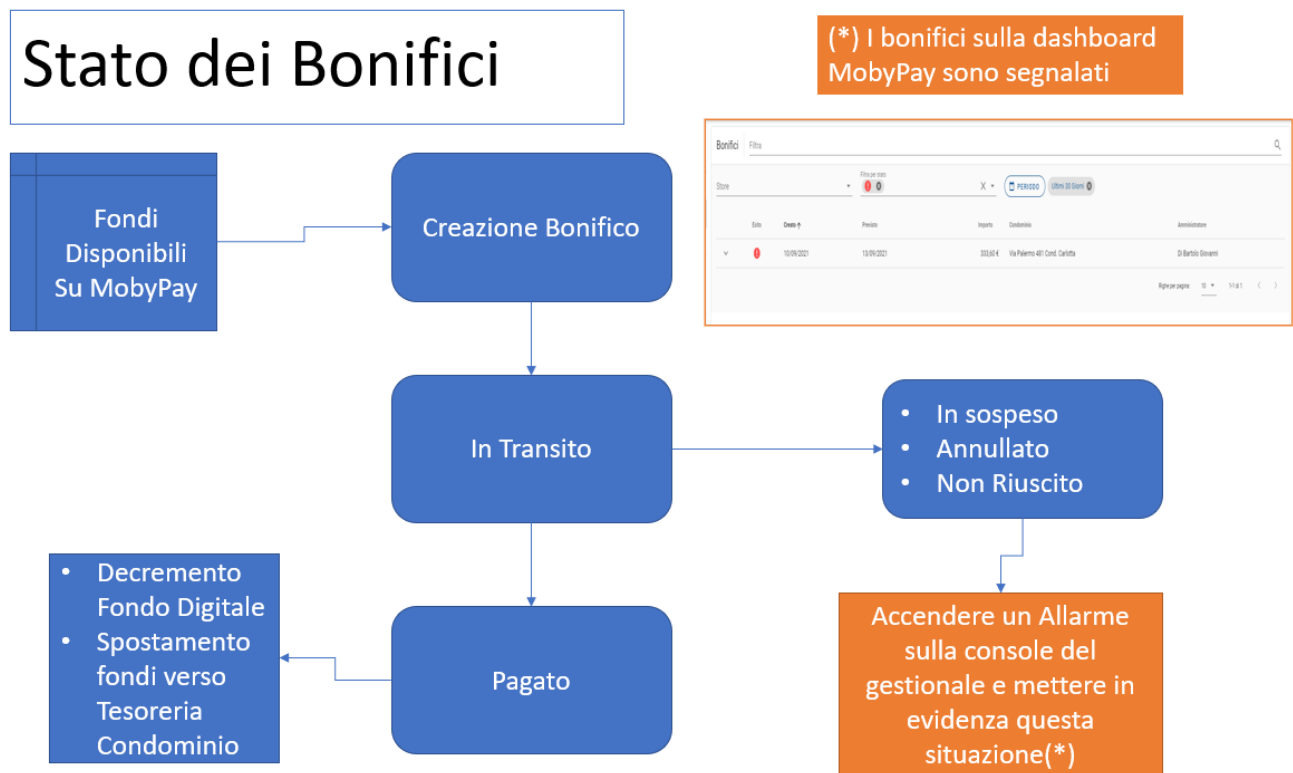 Stato dei Bonifici
(*) I bonifici sulla dashboard
MobyPay sono segnalati
Bonifici Filtra
Store
Filtra per stato
X
PERIODO
Ultimi 30 Giorni
Esito Creato Previsto Importo Condominio Amministratore
10/09/2021 13/09/2021 333,60 € Via Palermo 481 Cond. Carlotta Di Bartolo Giovanni
Righe per pagina: 10 1-1 di 1
Fondi
Disponibili
Su MobyPay
Creazione Bonifico
In Transito
• In sospeso
• Annullato
• Non Riuscito
• Decremento
Fondo Digitale
• Spostamento
fondi verso
Tesoreria
Condominio
Pagato
Accendere un Allarme
sulla console del
gestionale e mettere in
evidenza questa
situazione(*)